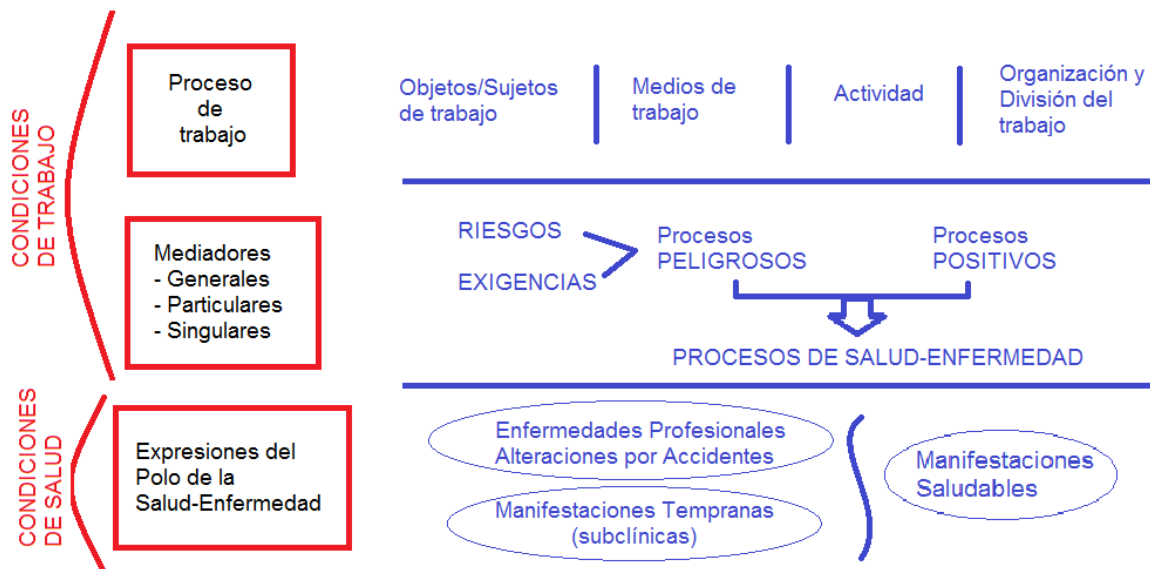 CONDICIONES
DE TRABAJO
Proceso
de
trabajo
Objetos/Sujetos
de trabajo
Medios de
trabajo
Actividad
Organización y
División del
trabajo
Mediadores
- Generales
- Particulares
- Singulares
RIESGOS
EXIGENCIAS
Procesos
PELIGROSOS
Procesos
POSITIVOS
PROCESOS DE SALUD-ENFERMEDAD
CONDICIONES
DE SALUD
Expresiones del
Polo de la
Salud-Enfermedad
Enfermedades Profesionales
Alteraciones por Accidentes
Manifestaciones Tempranas
(subclínicas)
Manifestaciones
Saludables